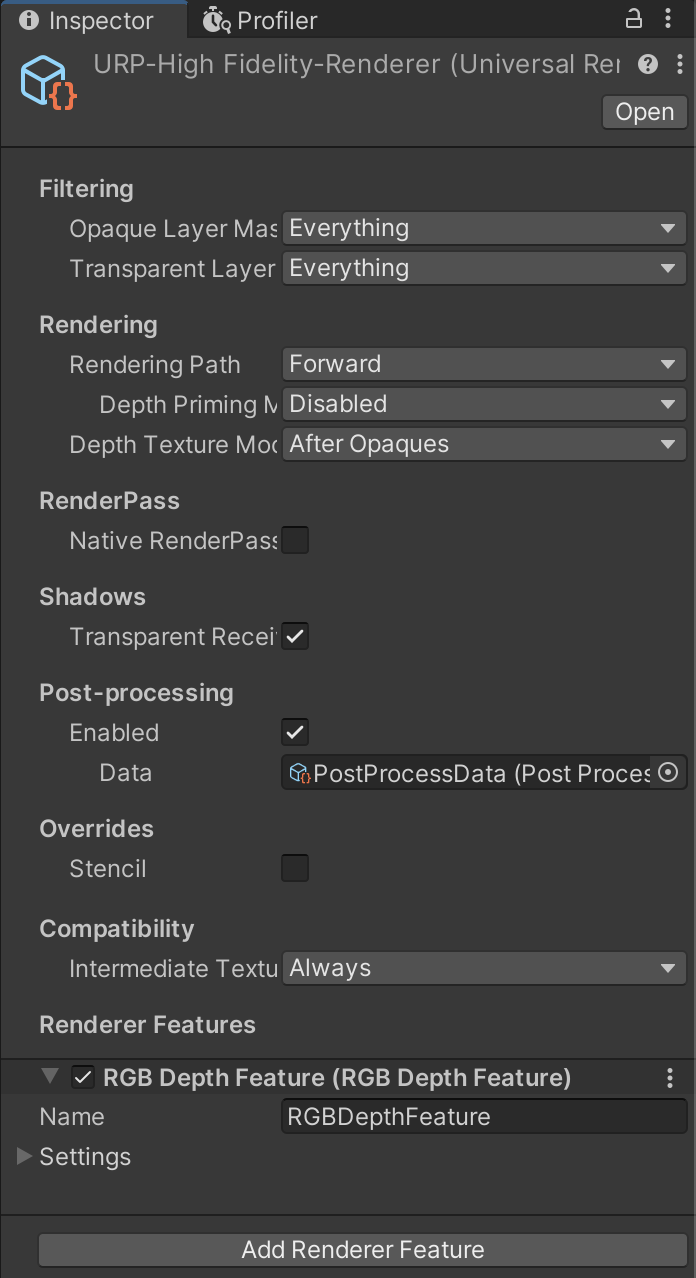 Inspector
Profiler
URP-High Fidelity-Renderer (Universal Rer
Open
Filtering
Opaque Layer Mas Everything
Transparent Layer Everything
Rendering
Rendering Path Forward
Depth Priming M Disabled
Depth Texture Mod After Opaques
RenderPass
Native RenderPass
Shadows
Transparent Recei
Post-processing
Enabled
Data PostProcessData (Post Proces
Overrides
Stencil
Compatibility
Intermediate Textu Always
Renderer Features
RGB Depth Feature (RGB Depth Feature)
Name RGBDepthFeature
Settings
Add Renderer Feature